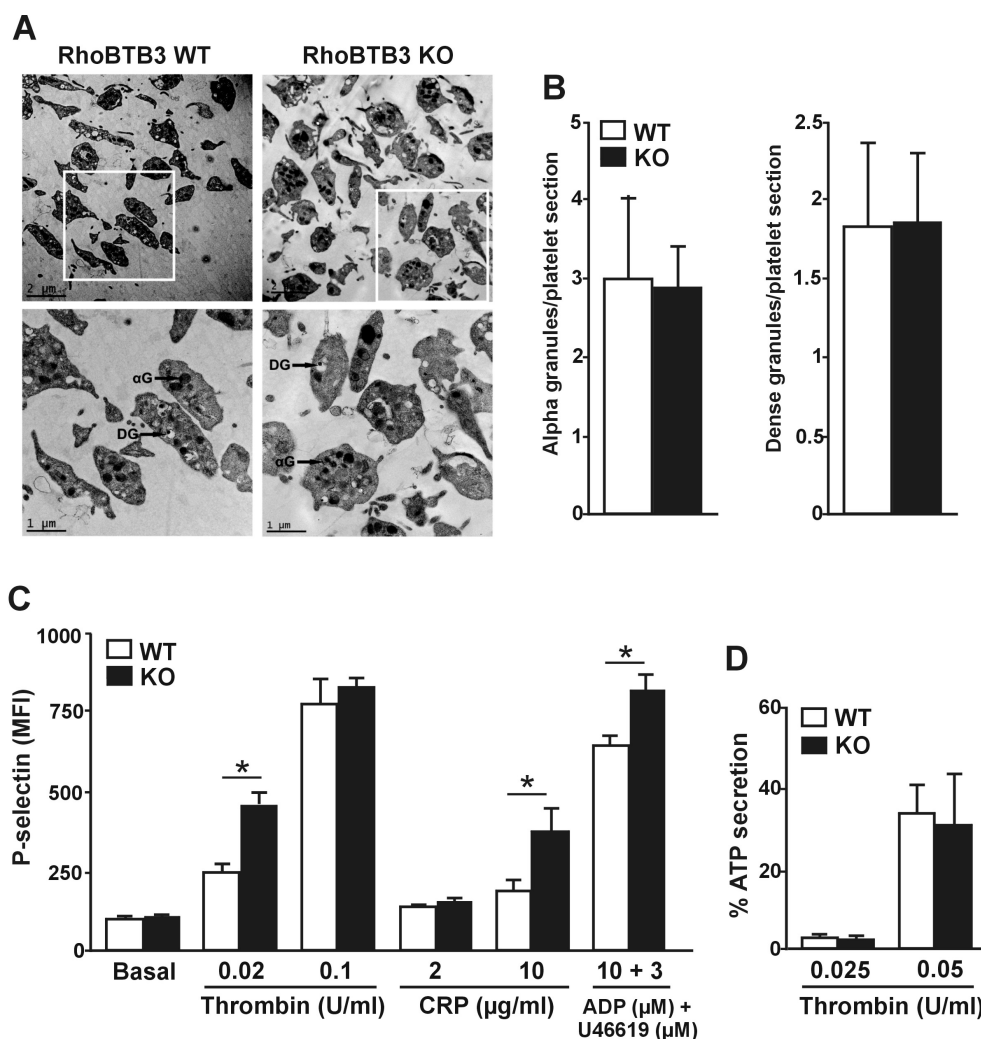 A
RhoBTB3 WT
RhoBTB3 KO
2 µm
2 µm
αG
DG
1 µm
DG
αG
1 µm
B
5
4
3
2
1
0
Alpha granules/platelet section
WT
KO
2.5
2
1.5
1
0.5
0
Dense granules/platelet section
C
1000
750
500
250
0
P-selectin (MFI)
WT
KO
*
*
*
Basal
0.02
0.1
2
10
10 + 3
Thrombin (U/ml)
CRP (µg/ml)
ADP (µM) +
U46619 (µM)
D
60
40
20
0
% ATP secretion
WT
KO
0.025
0.05
Thrombin (U/ml)